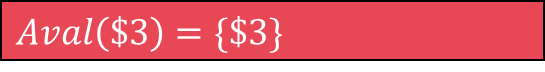 Aval($3) = {$3}